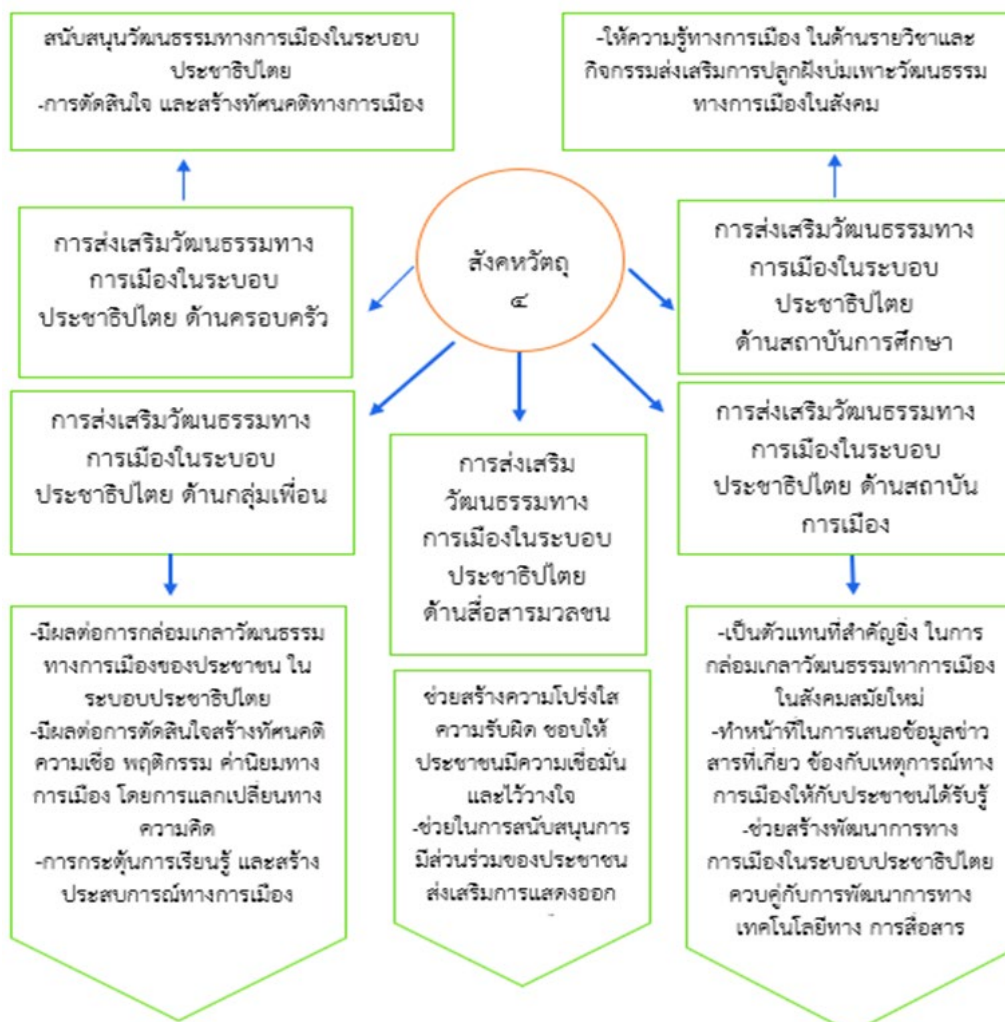 สนับสนุนวัฒนธรรมทางการเมืองในระบอบ
ประชาธิปไตย
-การตัดสินใจ และสร้างทัศนคติทางการเมือง
-ให้ความรู้ทางการเมือง ในด้านรายวิชาและ
กิจกรรมส่งเสริมการปลูกฝังบ่มเพาะวัฒนธรรม
ทางการเมืองในสังคม
การส่งเสริมวัฒนธรรมทาง
การเมืองในระบอบ
ประชาธิปไตย ด้านครอบครัว
สังคหวัตถุ
๔
การส่งเสริมวัฒนธรรมทาง
การเมืองในระบอบ
ประชาธิปไตย
ด้านสถาบันการศึกษา
การส่งเสริมวัฒนธรรมทาง
การเมืองในระบอบ
ประชาธิปไตย ด้านกลุ่มเพื่อน
การส่งเสริม
วัฒนธรรมทาง
การเมืองในระบอบ
ประชาธิปไตย
ด้านสื่อสารมวลชน
การส่งเสริมวัฒนธรรมทาง
การเมืองในระบอบ
ประชาธิปไตย ด้านสถาบัน
การเมือง
-มีผลต่อการกล่อมเกลาวัฒนธรรม
ทางการเมืองของประชาชน ใน
ระบอบประชาธิปไตย
-มีผลต่อการตัดสินใจสร้างทัศนคติ
ความเชื่อ พฤติกรรม ค่านิยมทาง
การเมือง โดยการแลกเปลี่ยนทาง
ความคิด
-การกระตุ้นการเรียนรู้ และสร้าง
ประสบการณ์ทางการเมือง
ช่วยสร้างความโปร่งใส
ความรับผิด ชอบให้
ประชาชนมีความเชื่อมั่น
และไว้วางใจ
-ช่วยในการสนับสนุนการ
มีส่วนร่วมของประชาชน
ส่งเสริมการแสดงออก
-เป็นตัวแทนที่สำคัญยิ่ง ในการ
กล่อมเกลาวัฒนธรรมทาการเมือง
ในสังคมสมัยใหม่
-ทำหน้าที่ในการเสนอข้อมูลข่าว
สารที่เกี่ยว ข้องกับเหตุการณ์ทาง
การเมืองให้กับประชาชนได้รับรู้
-ช่วยสร้างพัฒนาการทาง
การเมืองในระบอบประชาธิปไตย
ควบคู่กับการพัฒนาการทาง
เทคโนโลยีทาง การสื่อสาร